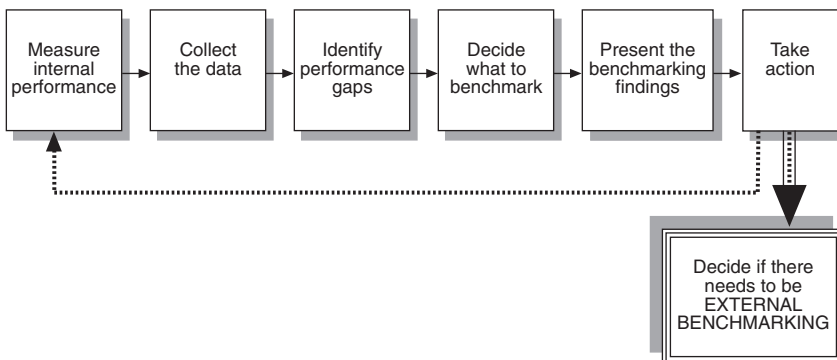 Measure
internal
performance
Collect
the data
Identify
performance
gaps
Decide
what to
benchmark
Present the
benchmarking
findings
Take
action
Decide if there
needs to be
EXTERNAL
BENCHMARKING